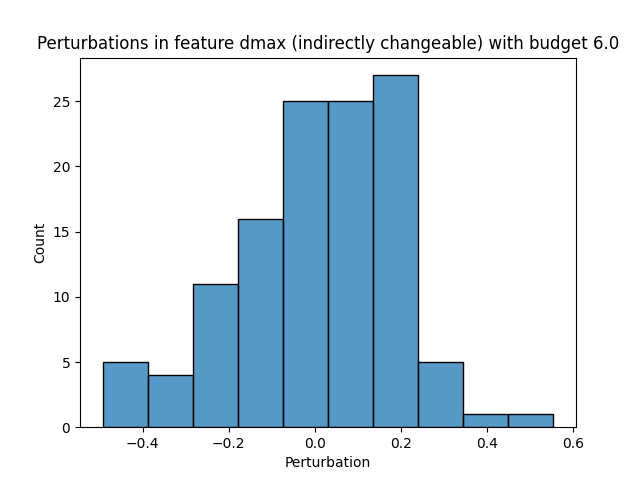 Perturbations in feature dmax (indirectly changeable) with budget 6.0
Count
25
20
15
10
5
0
−0.4 −0.2 0.0 0.2 0.4 0.6
Perturbation